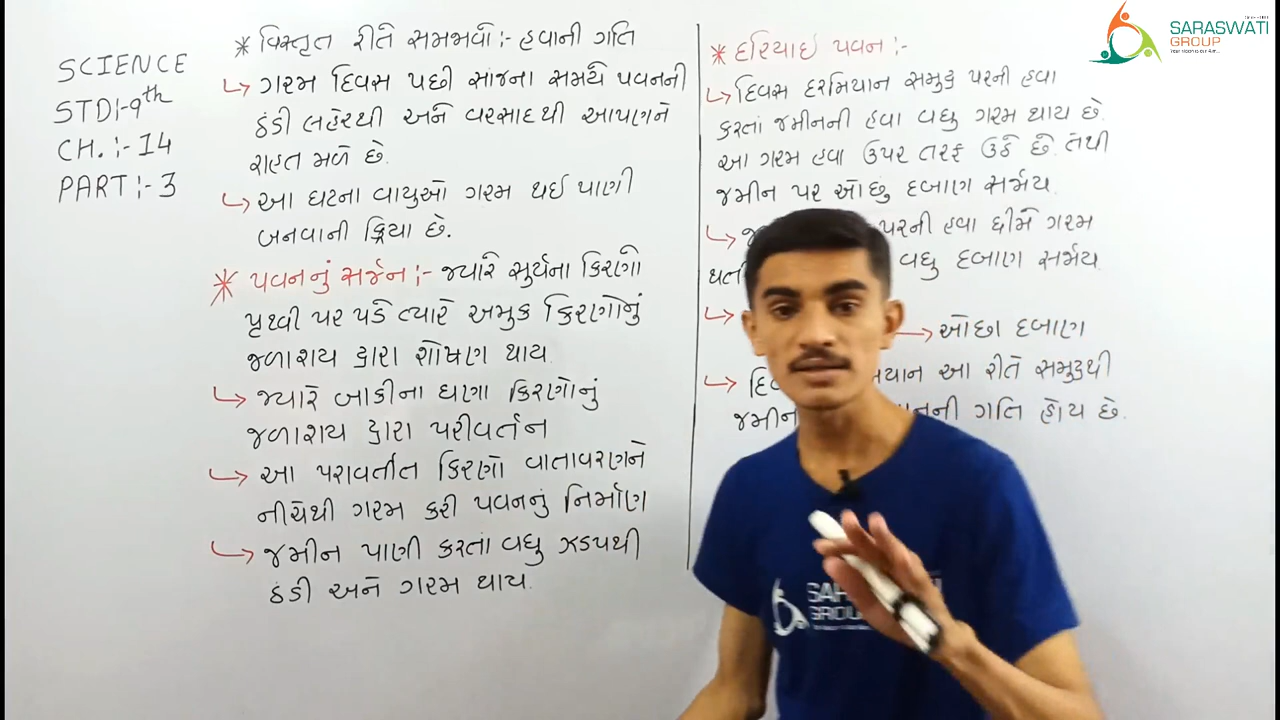 SCIENCE
STD:-9th
CH. :- 14
PART :- 3
* વિસ્તૃત રીતે સમજાવો :- હવાની ગતિ
↳ ગરમ દિવસ પછી સાંજના સમયે પવનની
ઠંડી લહેરથી અને વરસાદથી આપણને
રાહત મળે છે.
↳ આ ઘટના વાયુઓ ગરમ થઈ પાણી
બનવાની ક્રિયા છે.
* પવનનું સર્જન :- જ્યારે સુર્યના કિરણો
પૃથ્વી પર પડે ત્યારે અમુક કિરણોનું
જળાશય દ્વારા શોષણ થાય.
↳ જ્યારે બાકીના ઘણા કિરણોનું
જળાશય દ્વારા પરીવર્તન
↳ આ પરાવર્તીત કિરણો વાતાવરણને
નીચેથી ગરમ કરી પવનનું નિર્માણ
↳ જમીન પાણી કરતાં વધુ ઝડપથી
ઠંડી અને ગરમ થાય.
* દરિયાઈ પવન :-
↳ દિવસ દરમિયાન સમુદ્ર પરની હવા
કરતાં જમીનની હવા વધુ ગરમ થાય છે.
આ ગરમ હવા ઉપર તરફ ઉઠે છે. તેથી
જમીન પર ઓછું દબાણ સર્જાય.
↳ પરની હવા ધીમે ગરમ
વધુ દબાણ સર્જાય.
↳ → ઓછા દબાણ
↳ આ રીતે સમુદ્રથી
જમીન ગતિ હોય છે.
SARASWATI
GROUP
GROUP